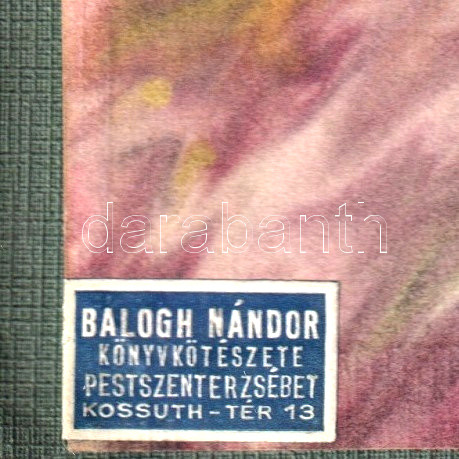 darabanth
BALOGH NÁNDOR
KÖNYVKÖTÉSZETE
PESTSZENTERZSÉBET
KOSSUTH-TÉR 13